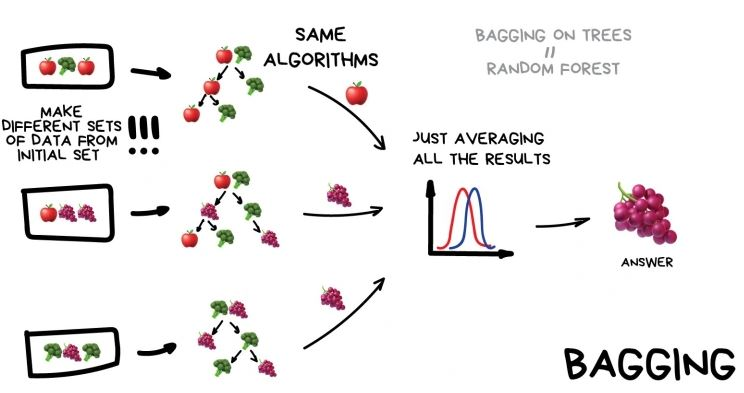 SAME
ALGORITHMS
BAGGING ON TREES
=
RANDOM FOREST
MAKE
DIFFERENT SETS
OF DATA FROM
INITIAL SET
!!!
JUST AVERAGING
ALL THE RESULTS
ANSWER
BAGGING